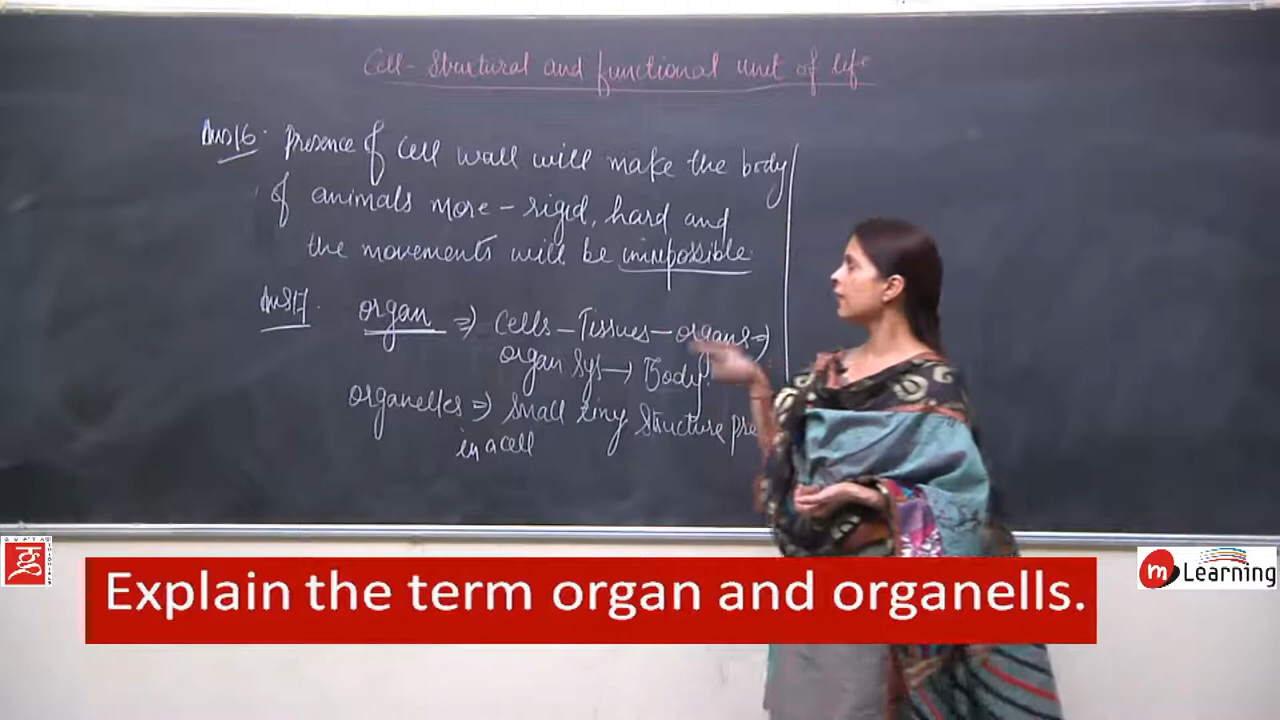 Cell - Structural and functional unit of life
Ans16. Presence of cell wall will make the body
of animals more - rigid, hard and
the movements will be impossible
Ans17. organ ⇒ Cells - Tissues - organs ⇒
organ sys → Body.
organelles ⇒ Small tiny structure pre
in a cell
Explain the term organ and organells.
GUPTA
m Learning